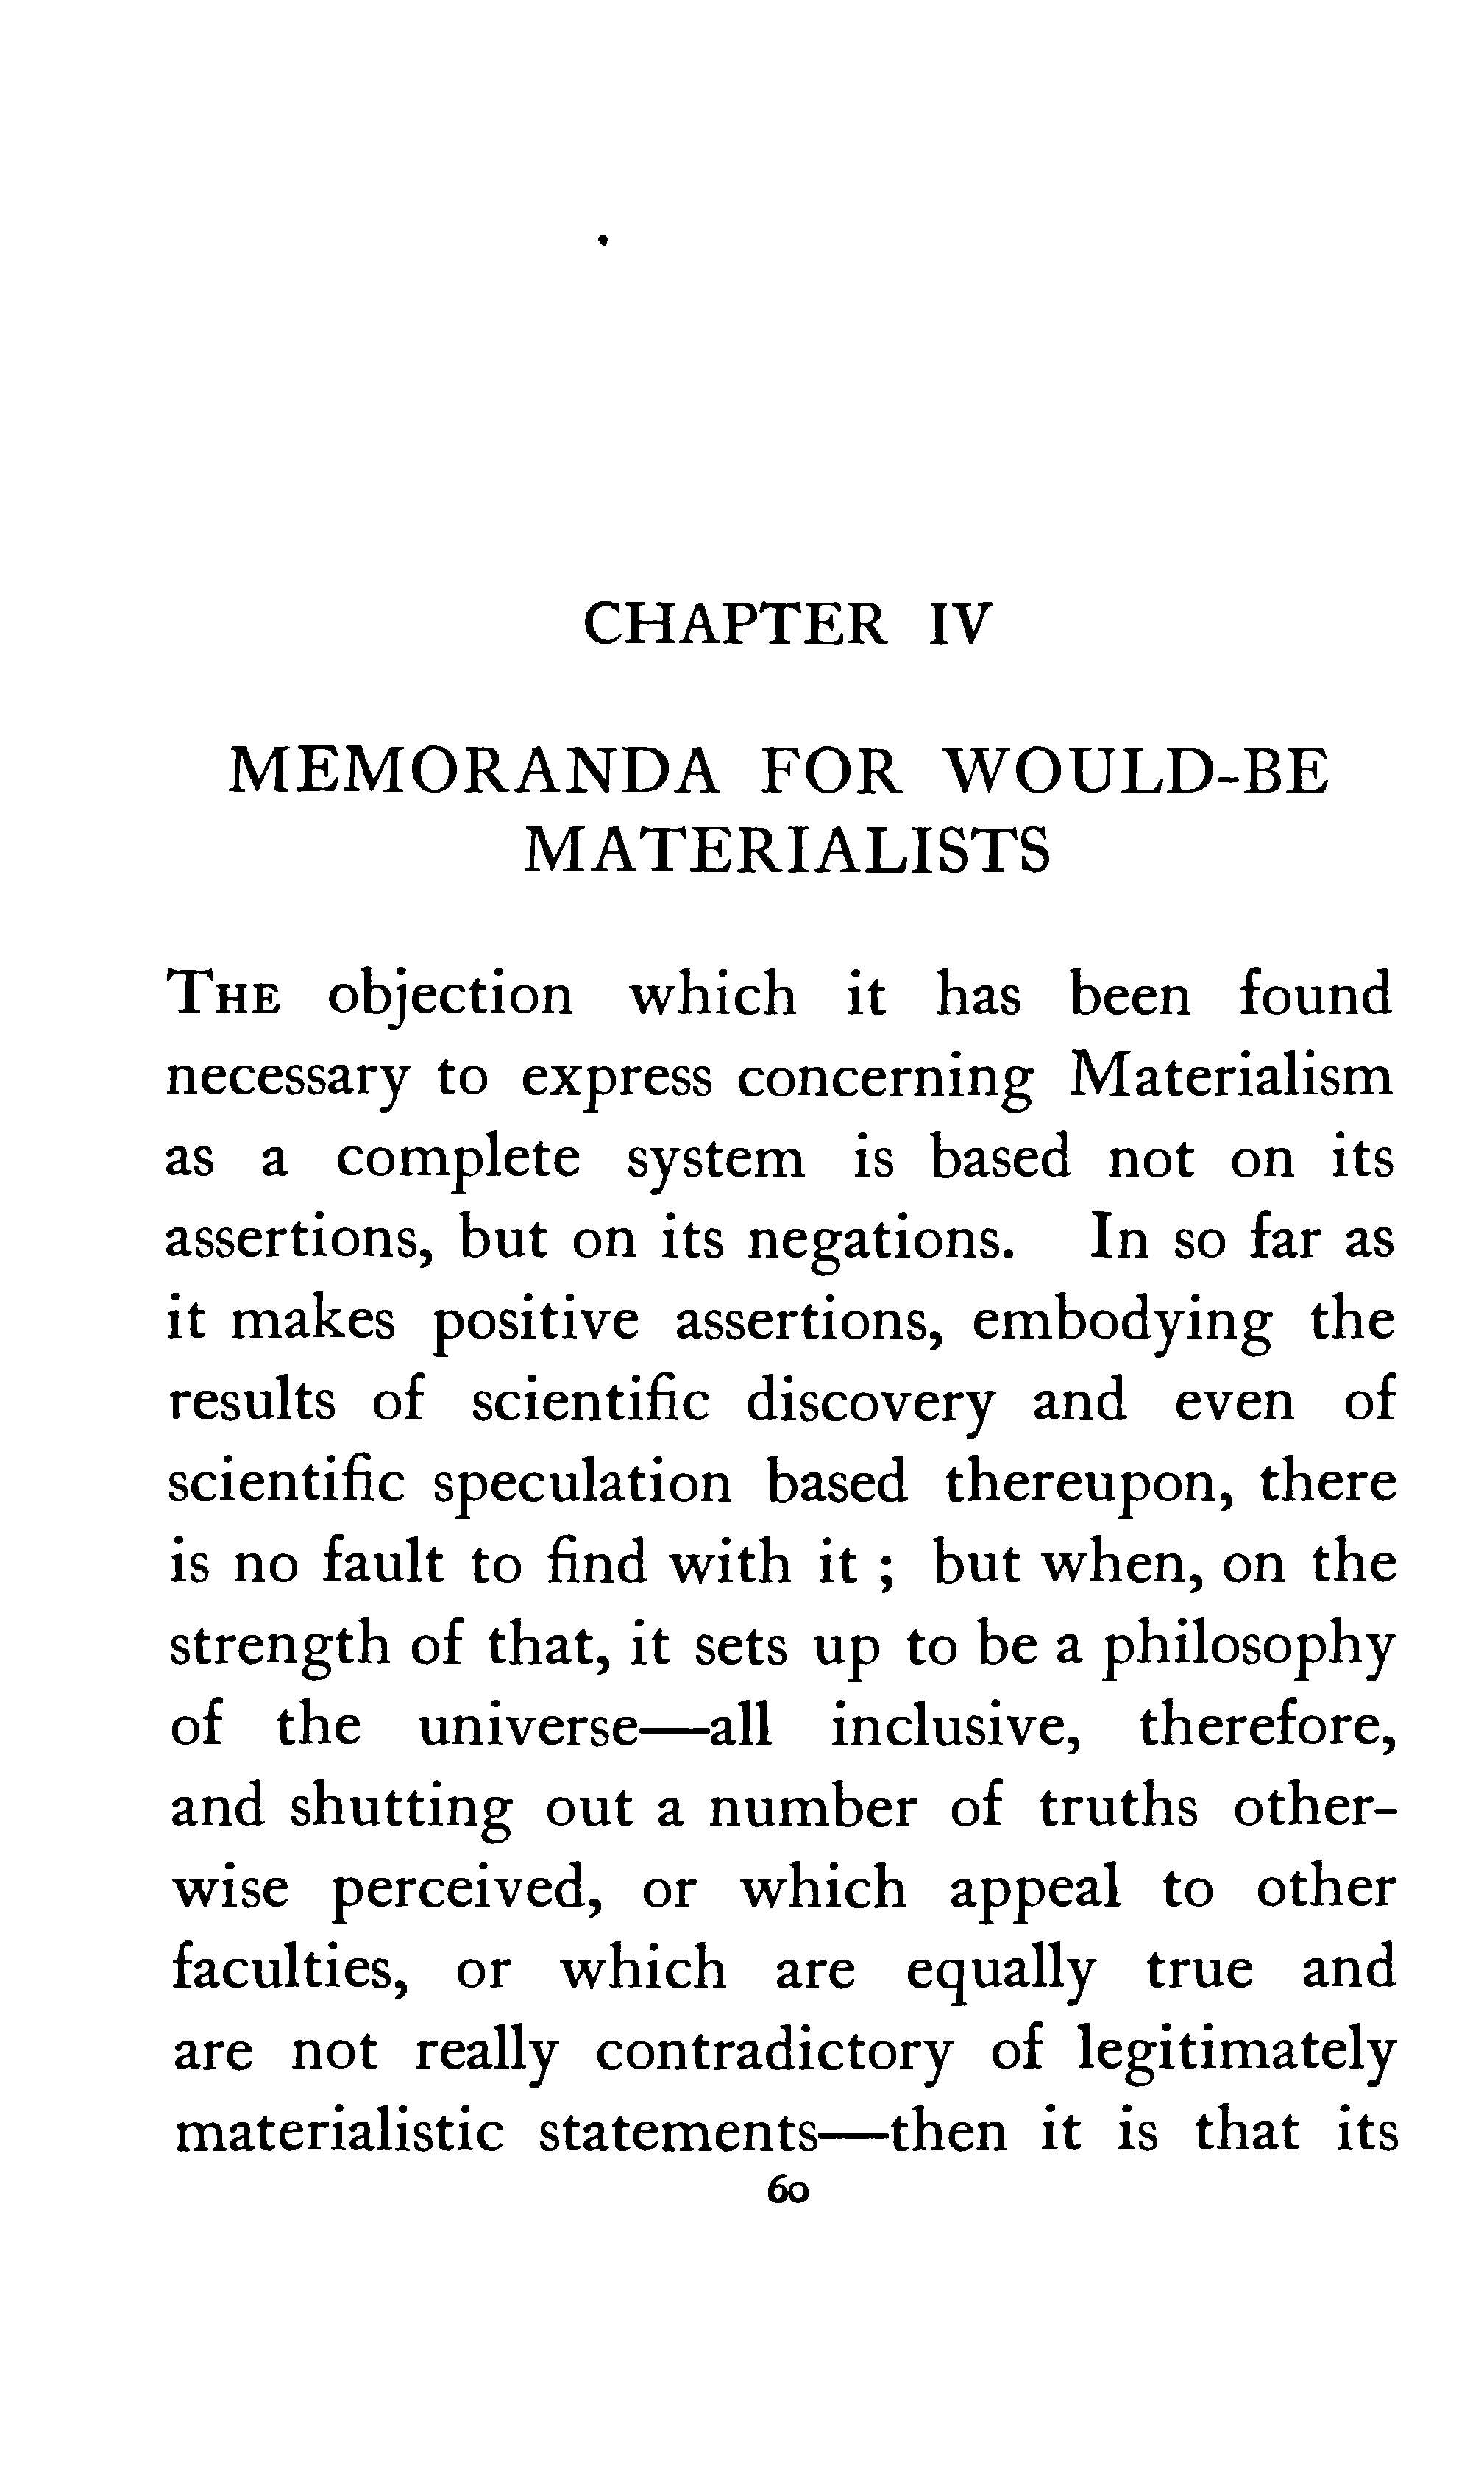 CHAPTER IV
MEMORANDA FOR WOULD-BE
MATERIALISTS
THE objection which it has been found
necessary to express concerning Materialism
as a complete system is based not on its
assertions, but on its negations. In so far as
it makes positive assertions, embodying the
results of scientific discovery and even of
scientific speculation based thereupon, there
is no fault to find with it ; but when, on the
strength of that, it sets up to be a philosophy
of the universe—all inclusive, therefore,
and shutting out a number of truths other-
wise perceived, or which appeal to other
faculties, or which are equally true and
are not really contradictory of legitimately
materialistic statements—then it is that its
60